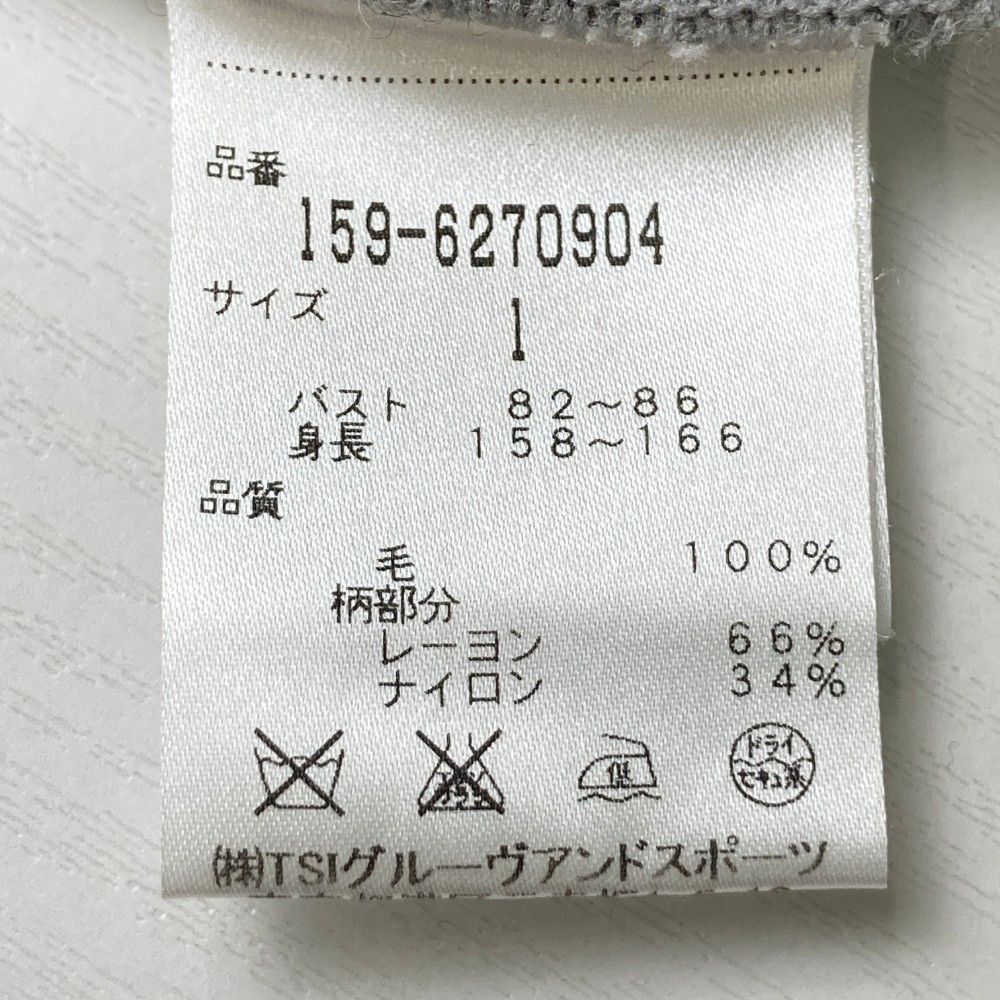 品番
159-6270904
サイズ
1
バスト 82～86
身長 158～166
品質
毛 100%
柄部分
レーヨン 66%
ナイロン 34%
低
ドライ
セキユ系
㈱TSIグルーヴアンドスポーツ